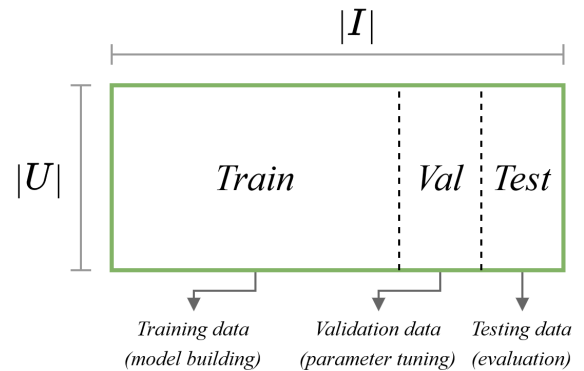 |I|
|U|
Train
Val
Test
Training data
(model building)
Validation data
(parameter tuning)
Testing data
(evaluation)